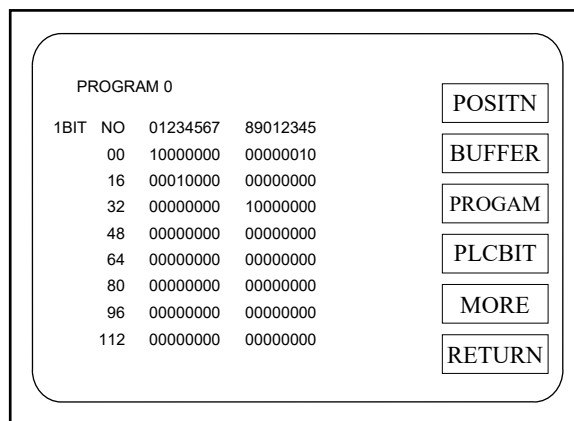 PROGRAM 0
1BIT NO 01234567 89012345
00 10000000 00000010
16 00010000 00000000
32 00000000 10000000
48 00000000 00000000
64 00000000 00000000
80 00000000 00000000
96 00000000 00000000
112 00000000 00000000
POSITN
BUFFER
PROGAM
PLCBIT
MORE
RETURN